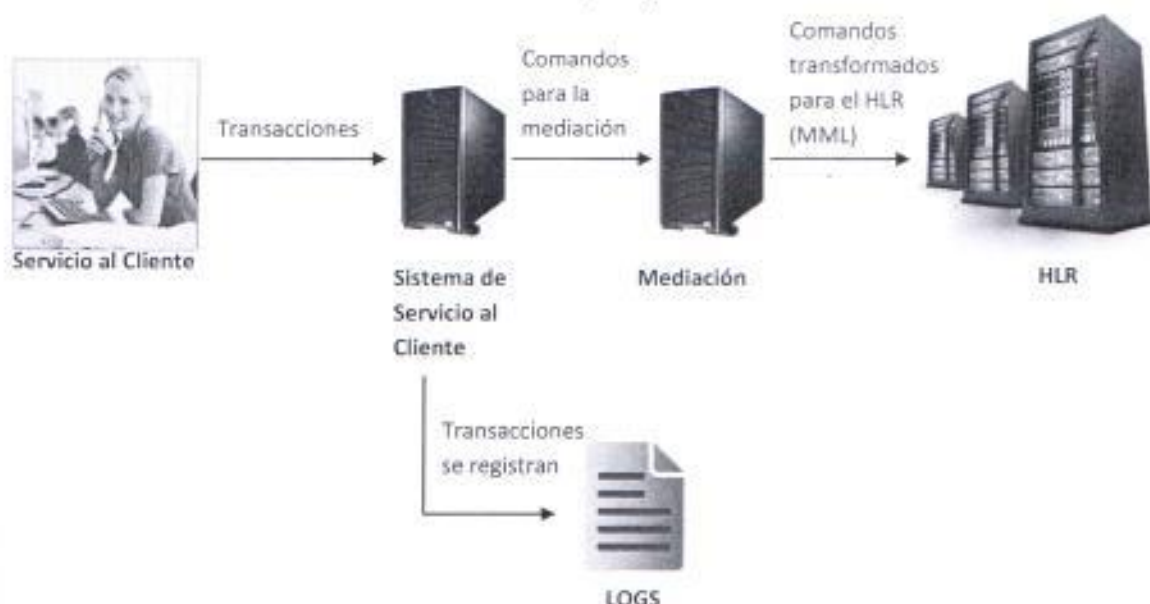 Transacciones
Comandos
para la
mediación
Comandos
transformados
para el HLR
(MML)
Servicio al Cliente
Sistema de
Servicio al
Cliente
Mediación
HLR
Transacciones
se registran
LOGS